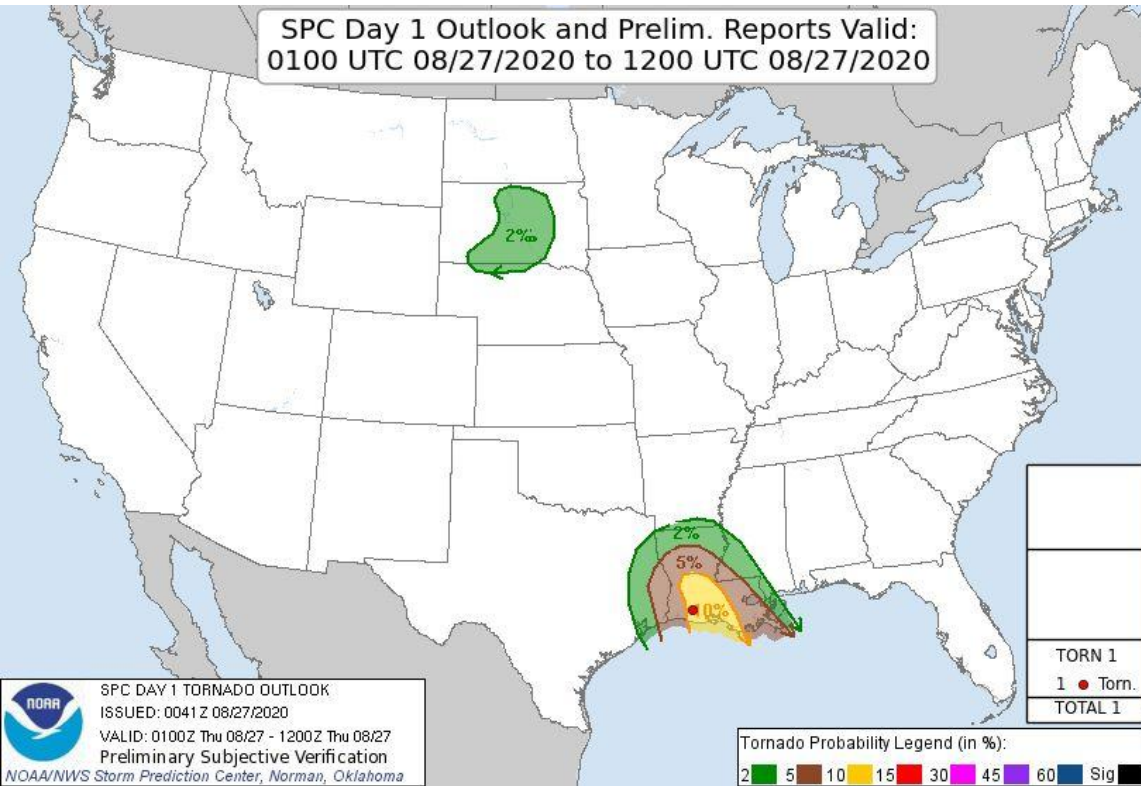 SPC Day 1 Outlook and Prelim. Reports Valid:
0100 UTC 08/27/2020 to 1200 UTC 08/27/2020
2%
2%
5%
10%
TORN 1
1 Torn.
TOTAL 1
NOAA
SPC DAY 1 TORNADO OUTLOOK
ISSUED: 0041Z 08/27/2020
VALID: 0100Z Thu 08/27 - 1200Z Thu 08/27
Preliminary Subjective Verification
NOAA/NWS Storm Prediction Center, Norman, Oklahoma
Tornado Probability Legend (in %):
2 5 10 15 30 45 60 Sig